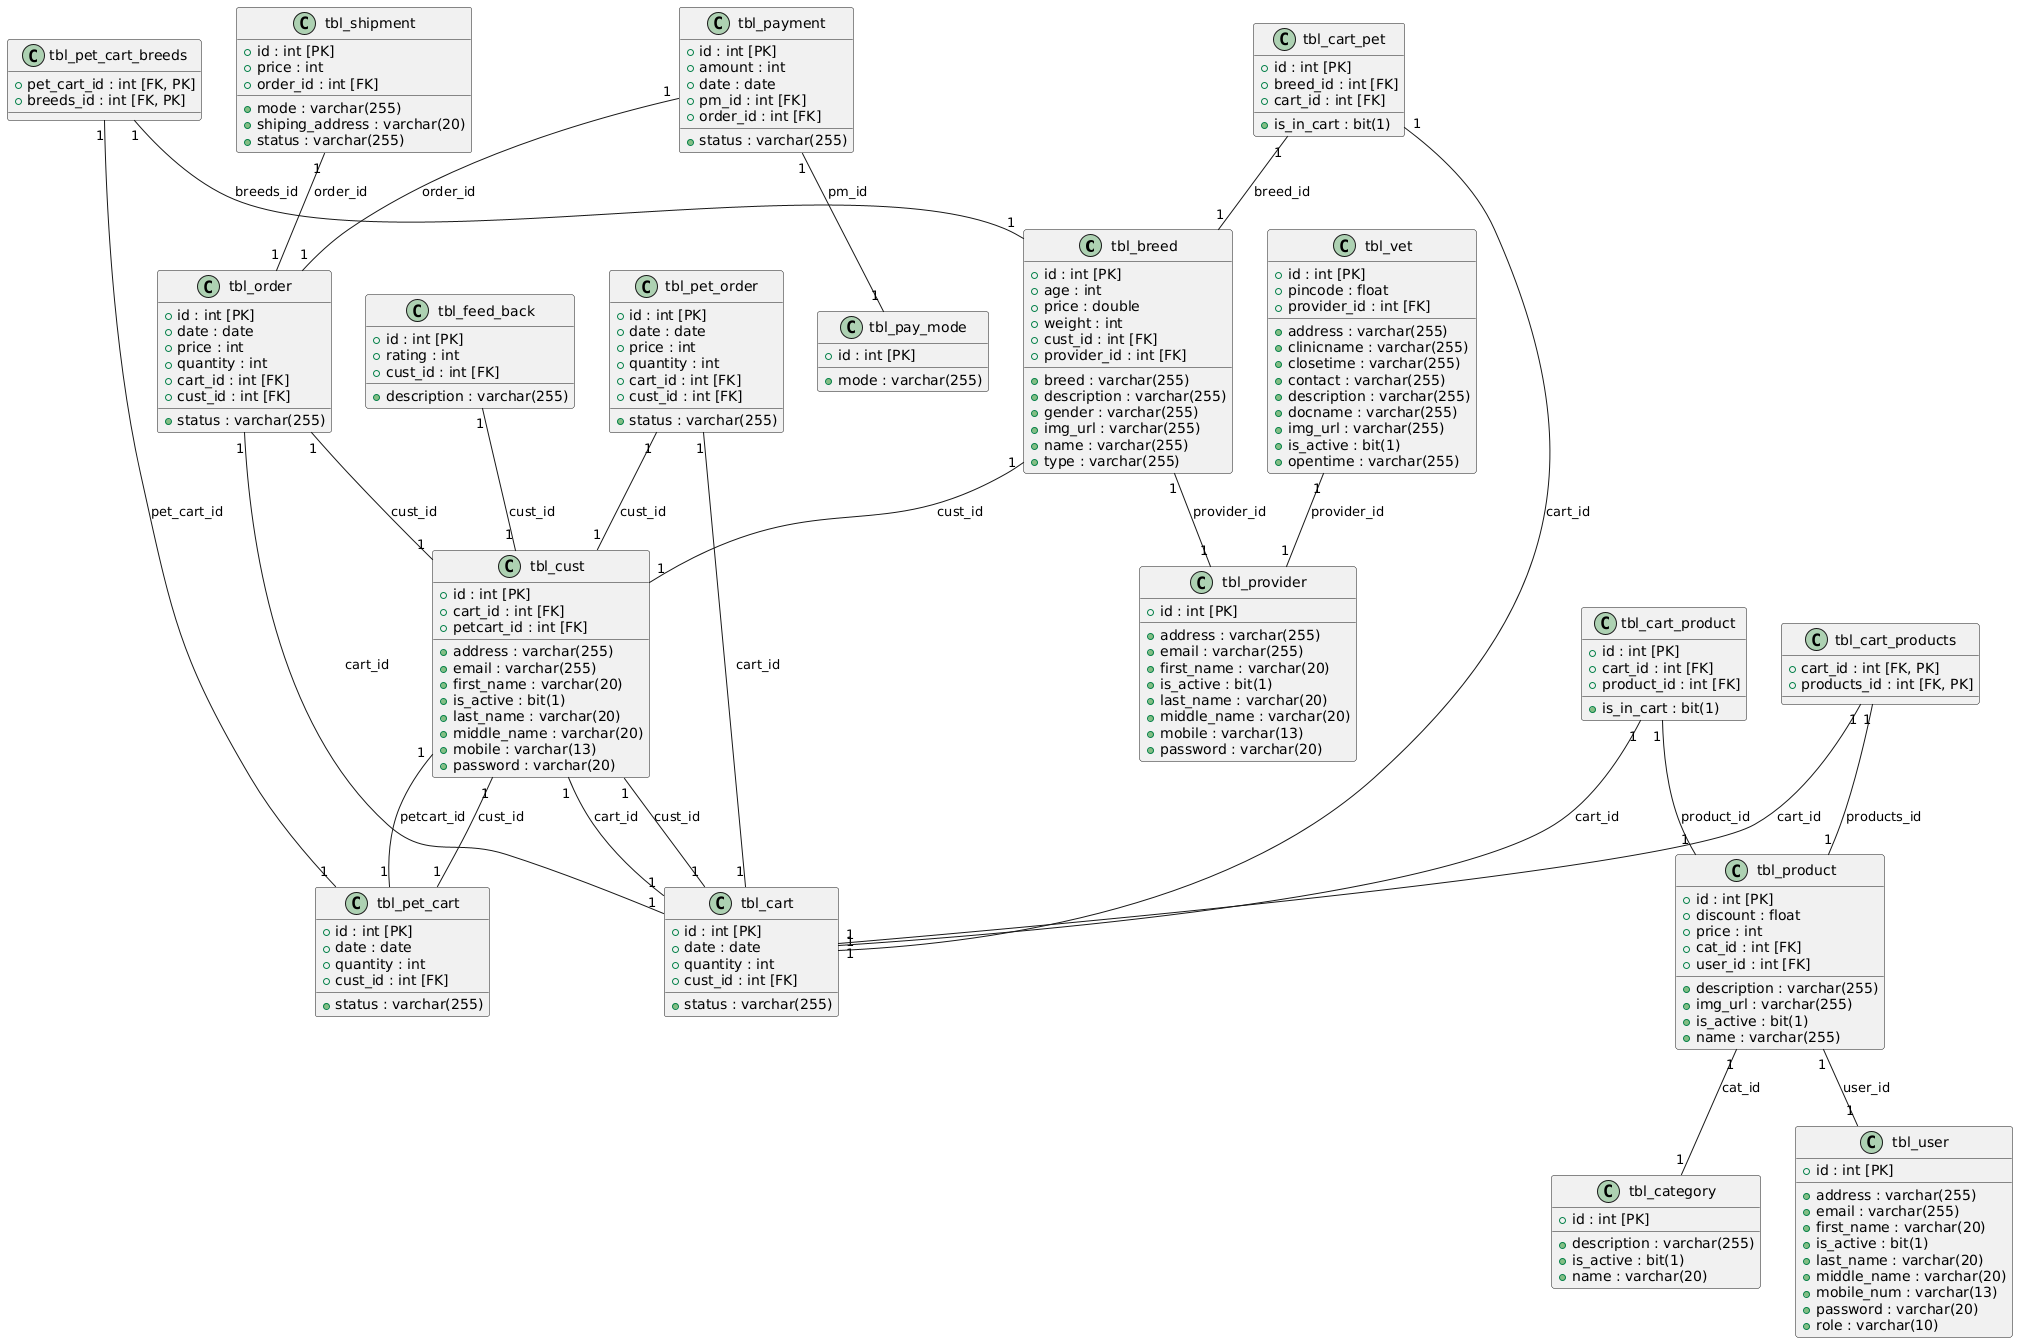 tbl_shipment
id : int [PK]
price : int
order_id : int [FK]
mode : varchar(255)
shiping_address : varchar(20)
status : varchar(255)
1
tbl_payment
id : int [PK]
amount : int
date : date
pm_id : int [FK]
order_id : int [FK]
status : varchar(255)
1
1
tbl_cart_pet
id : int [PK]
breed_id : int [FK]
cart_id : int [FK]
is_in_cart : bit(1)
1
1
tbl_pet_cart_breeds
pet_cart_id : int [FK, PK]
breeds_id : int [FK, PK]
1
1
breeds_id
order_id
order_id
pm_id
breed_id
1
1
1
1
1
tbl_order
id : int [PK]
date : date
price : int
quantity : int
cart_id : int [FK]
cust_id : int [FK]
status : varchar(255)
1
1
tbl_feed_back
id : int [PK]
rating : int
cust_id : int [FK]
description : varchar(255)
1
tbl_pet_order
id : int [PK]
date : date
price : int
quantity : int
cart_id : int [FK]
cust_id : int [FK]
status : varchar(255)
1
1
tbl_pay_mode
id : int [PK]
mode : varchar(255)
tbl_breed
id : int [PK]
age : int
price : double
weight : int
cust_id : int [FK]
provider_id : int [FK]
breed : varchar(255)
description : varchar(255)
gender : varchar(255)
img_url : varchar(255)
name : varchar(255)
type : varchar(255)
1
1
tbl_vet
id : int [PK]
pincode : float
provider_id : int [FK]
address : varchar(255)
clinicname : varchar(255)
closetime : varchar(255)
contact : varchar(255)
description : varchar(255)
docname : varchar(255)
img_url : varchar(255)
is_active : bit(1)
opentime : varchar(255)
1
pet_cart_id
cust_id
cust_id
cust_id
cust_id
provider_id
provider_id
cart_id
1
1
1
1
1
1
tbl_cust
id : int [PK]
cart_id : int [FK]
petcart_id : int [FK]
address : varchar(255)
email : varchar(255)
first_name : varchar(20)
is_active : bit(1)
last_name : varchar(20)
middle_name : varchar(20)
mobile : varchar(13)
password : varchar(20)
1
1
1
1
tbl_provider
id : int [PK]
address : varchar(255)
email : varchar(255)
first_name : varchar(20)
is_active : bit(1)
last_name : varchar(20)
middle_name : varchar(20)
mobile : varchar(13)
password : varchar(20)
tbl_cart_product
id : int [PK]
cart_id : int [FK]
product_id : int [FK]
is_in_cart : bit(1)
1
1
tbl_cart_products
cart_id : int [FK, PK]
products_id : int [FK, PK]
1
1
cart_id
cart_id
petcart_id
cust_id
cart_id
cust_id
cart_id
product_id
cart_id
products_id
1
1
1
1
1
1
1
1
1
tbl_pet_cart
id : int [PK]
date : date
quantity : int
cust_id : int [FK]
status : varchar(255)
tbl_cart
id : int [PK]
date : date
quantity : int
cust_id : int [FK]
status : varchar(255)
1
1
1
tbl_product
id : int [PK]
discount : float
price : int
cat_id : int [FK]
user_id : int [FK]
description : varchar(255)
img_url : varchar(255)
is_active : bit(1)
name : varchar(255)
1
1
cat_id
user_id
1
1
tbl_category
id : int [PK]
description : varchar(255)
is_active : bit(1)
name : varchar(20)
tbl_user
id : int [PK]
address : varchar(255)
email : varchar(255)
first_name : varchar(20)
is_active : bit(1)
last_name : varchar(20)
middle_name : varchar(20)
mobile_num : varchar(13)
password : varchar(20)
role : varchar(10)